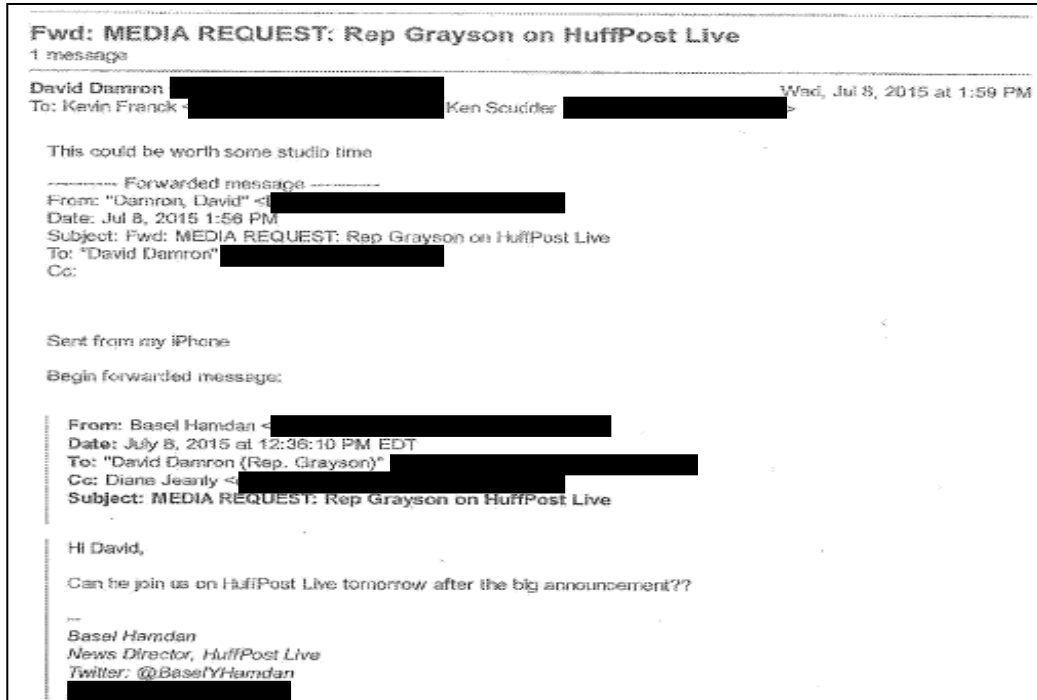 Fwd: MEDIA REQUEST: Rep Grayson on HuffPost Live
1 message
David Damron
Wed, Jul 8, 2015 at 1:59 PM
To: Kevin Franck < Ken Scudder >
This could be worth some studio time
---------- Forwarded message ----------
From: "Damron, David" <
Date: Jul 8, 2015 1:56 PM
Subject: Fwd: MEDIA REQUEST: Rep Grayson on HuffPost Live
To: "David Damron"
Cc:
Sent from my iPhone
Begin forwarded message:
From: Basel Hamdan <
Date: July 8, 2015 at 12:36:10 PM EDT
To: "David Damron (Rep. Grayson)"
Cc: Diane Jeanty <
Subject: MEDIA REQUEST: Rep Grayson on HuffPost Live
Hi David,
Can he join us on HuffPost Live tomorrow after the big announcement??
--
Basel Hamdan
News Director, HuffPost Live
Twitter: @BaselYHamdan